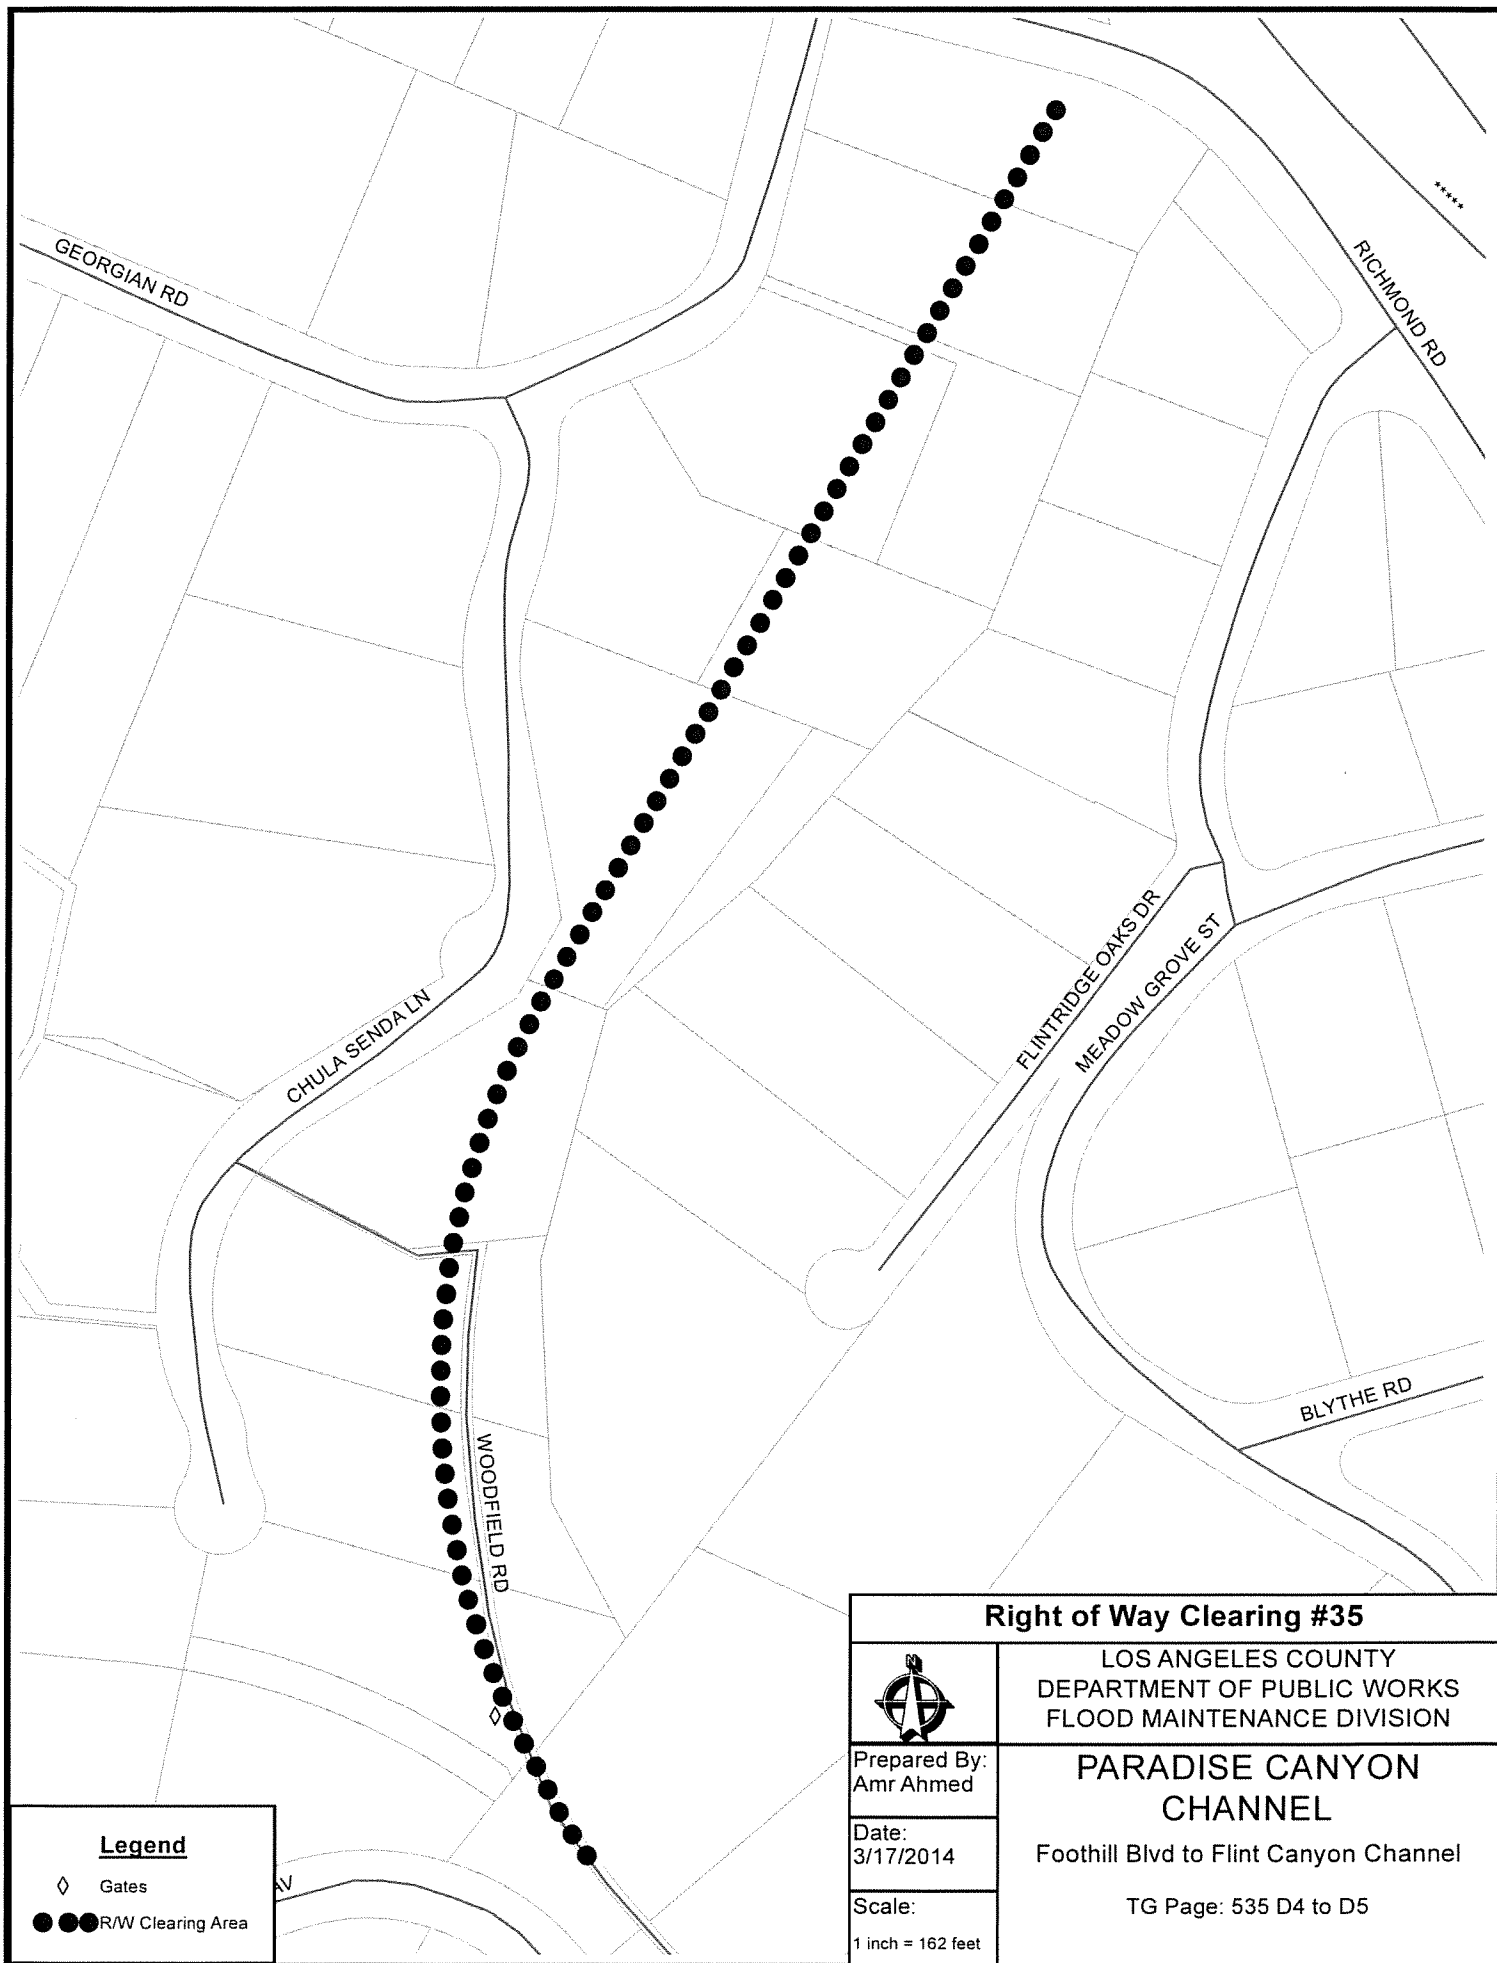 GEORGIAN RD
RICHMOND RD
*****
FLINTRIDGE OAKS DR
MEADOW GROVE ST
CHULA SENDA LN
BLYTHE RD
WOODFIELD RD
AV
Legend
Gates
R/W Clearing Area
Right of Way Clearing #35
N
LOS ANGELES COUNTY
DEPARTMENT OF PUBLIC WORKS
FLOOD MAINTENANCE DIVISION
Prepared By:
Amr Ahmed
PARADISE CANYON
CHANNEL
Date:
3/17/2014
Foothill Blvd to Flint Canyon Channel
Scale:
1 inch = 162 feet
TG Page: 535 D4 to D5